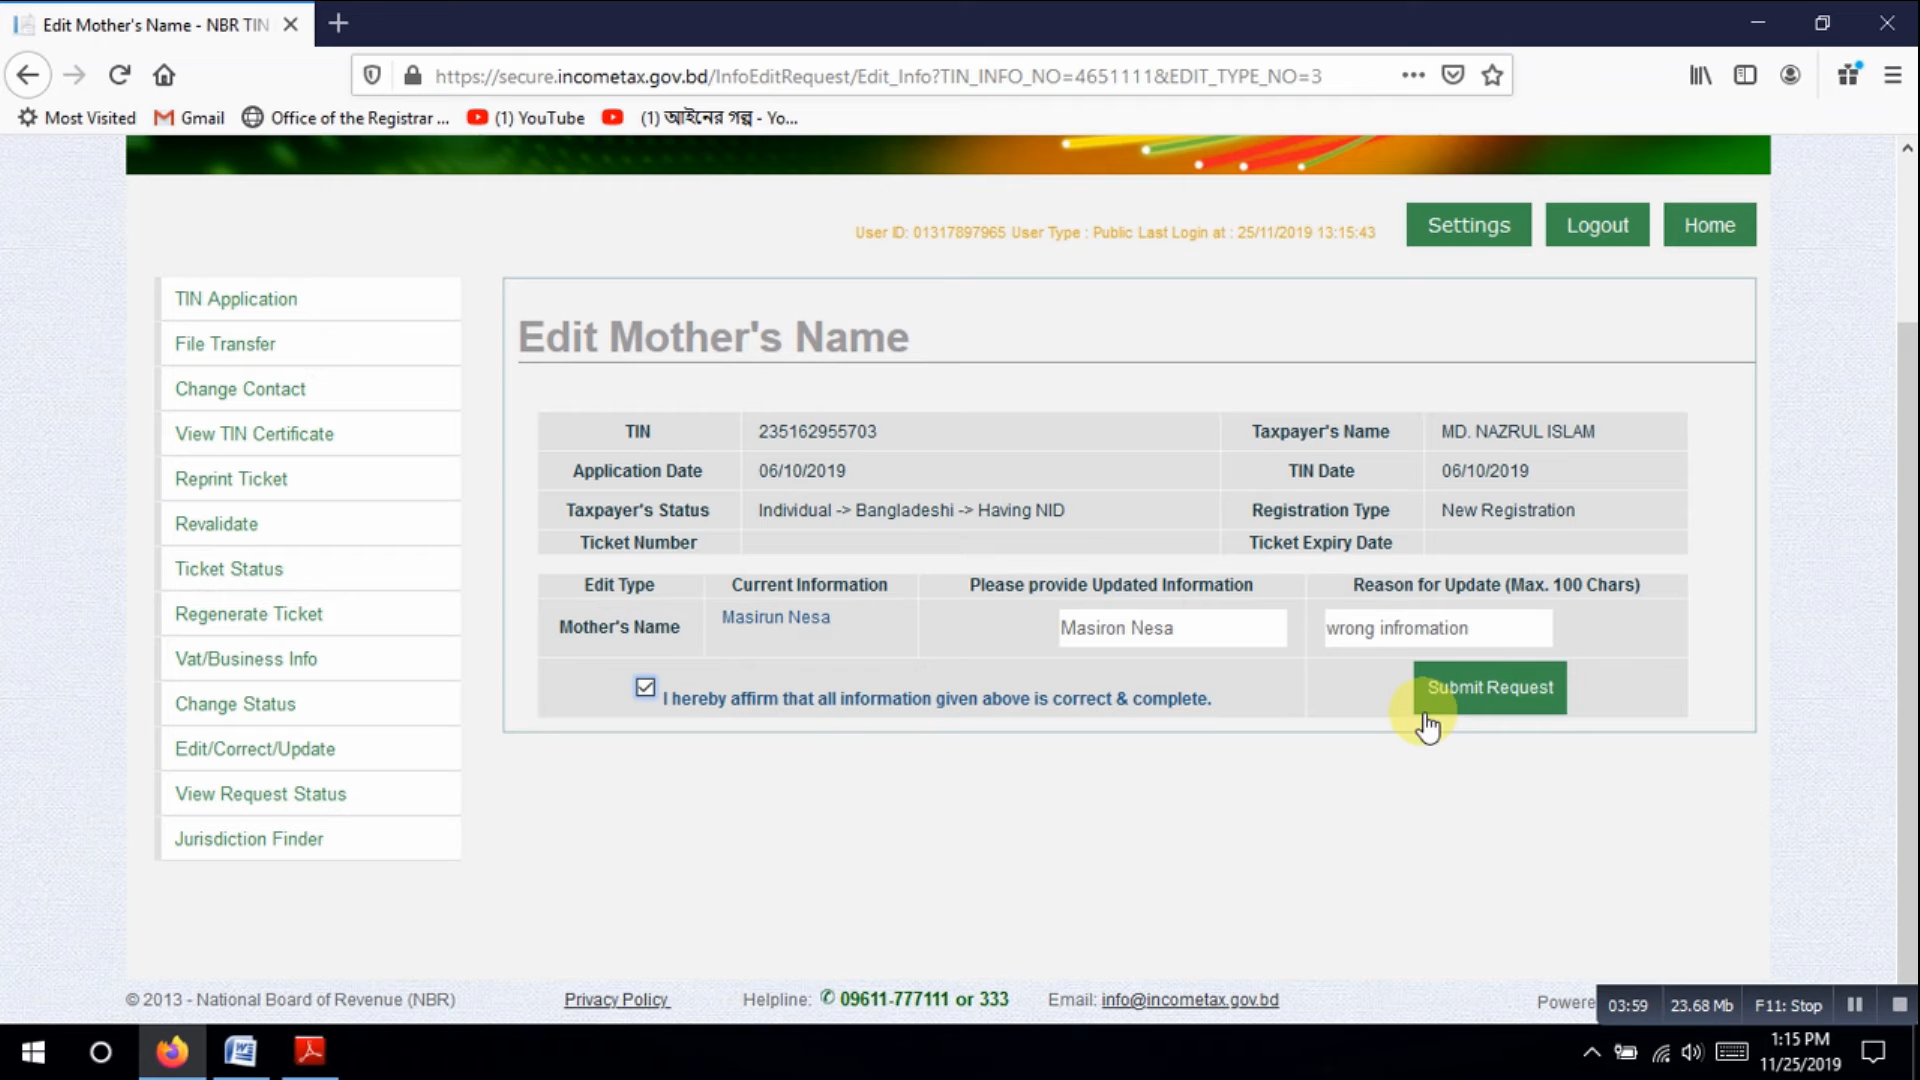 Edit Mother's Name - NBR TIN
https://secure.incometax.gov.bd/InfoEditRequest/Edit_Info?TIN_INFO_NO=4651111&EDIT_TYPE_NO=3
Most Visited Gmail Office of the Registrar ... (1) YouTube (1) আইনের গল্প - Yo...
User ID: 01317897965 User Type : Public Last Login at : 25/11/2019 13:15:43 Settings Logout Home
TIN Application
File Transfer
Change Contact
View TIN Certificate
Reprint Ticket
Revalidate
Ticket Status
Regenerate Ticket
Vat/Business Info
Change Status
Edit/Correct/Update
View Request Status
Jurisdiction Finder
Edit Mother's Name
TIN 235162955703 Taxpayer's Name MD. NAZRUL ISLAM
Application Date 06/10/2019 TIN Date 06/10/2019
Taxpayer's Status Individual -> Bangladeshi -> Having NID Registration Type New Registration
Ticket Number Ticket Expiry Date
Edit Type Current Information Please provide Updated Information Reason for Update (Max. 100 Chars)
Mother's Name Masirun Nesa Masiron Nesa wrong infromation
I hereby affirm that all information given above is correct & complete. Submit Request
© 2013 - National Board of Revenue (NBR) Privacy Policy Helpline: 09611-777111 or 333 Email: info@incometax.gov.bd Powere
03:59 23.68 Mb F11: Stop
1:15 PM
11/25/2019